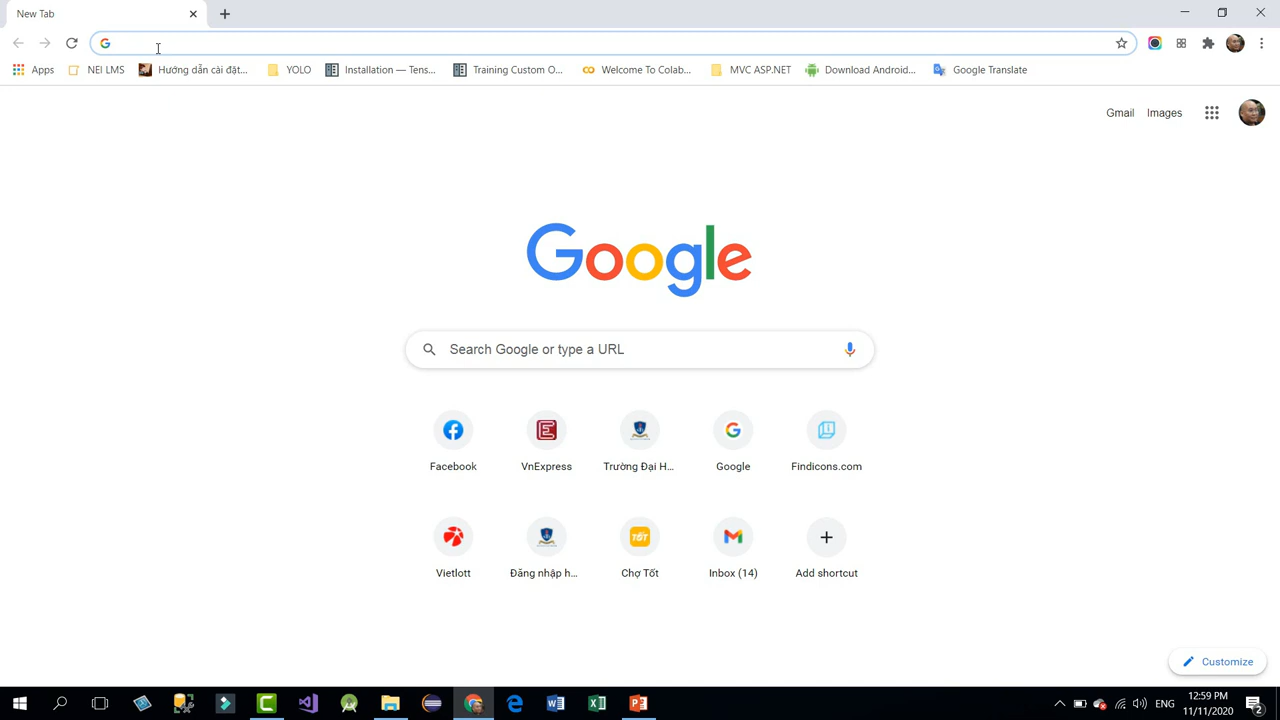 New Tab
Apps NEI LMS Hướng dẫn cài đặt... YOLO Installation — Tens... Training Custom O... Welcome To Colab... MVC ASP.NET Download Android... Google Translate
Gmail Images
Google
Search Google or type a URL
Facebook VnExpress Trường Đại H... Google Findicons.com
TỐT
Vietlott Đăng nhập h... Chợ Tốt Inbox (14) Add shortcut
Customize
ENG
12:59 PM
11/11/2020
2